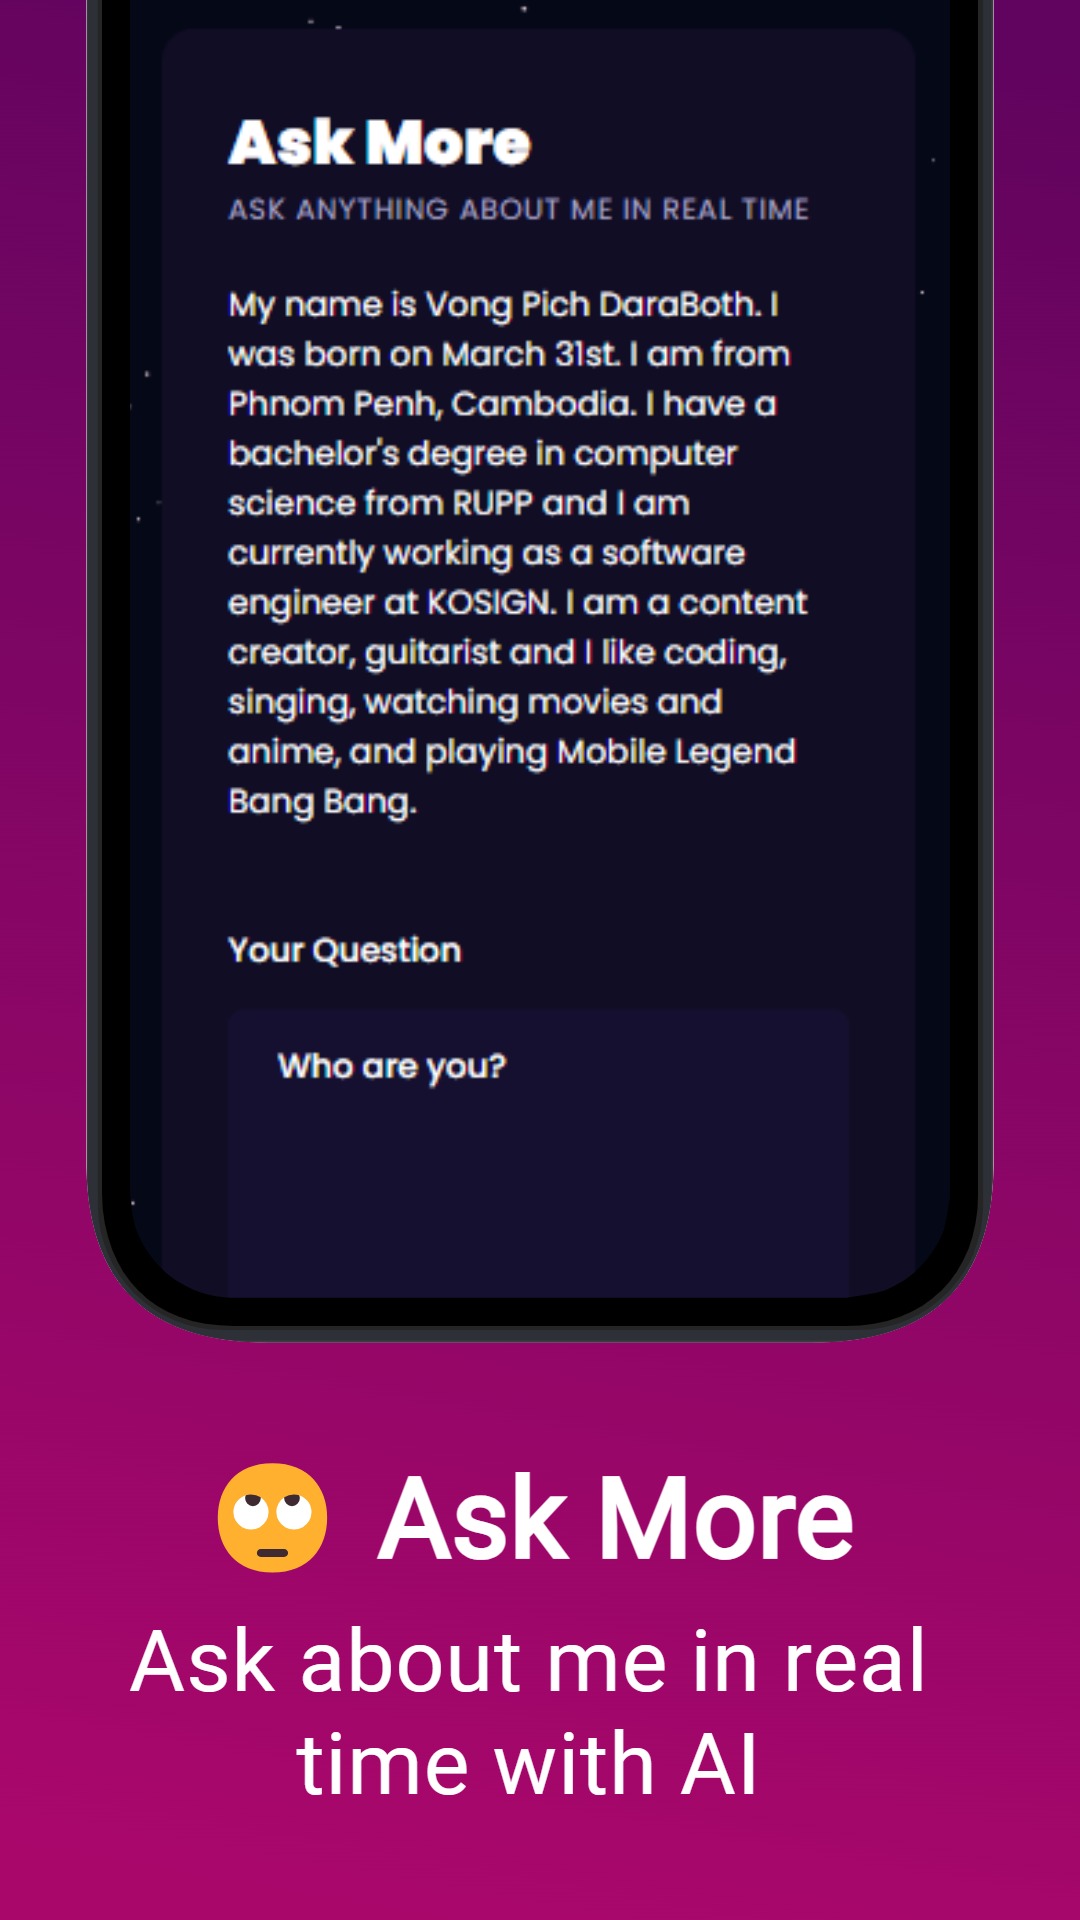 Ask More
ASK ANYTHING ABOUT ME IN REAL TIME
My name is Vong Pich DaraBoth. I
was born on March 31st. I am from
Phnom Penh, Cambodia. I have a
bachelor's degree in computer
science from RUPP and I am
currently working as a software
engineer at KOSIGN. I am a content
creator, guitarist and I like coding,
singing, watching movies and
anime, and playing Mobile Legend
Bang Bang.
Your Question
Who are you?
Ask More
Ask about me in real
time with AI